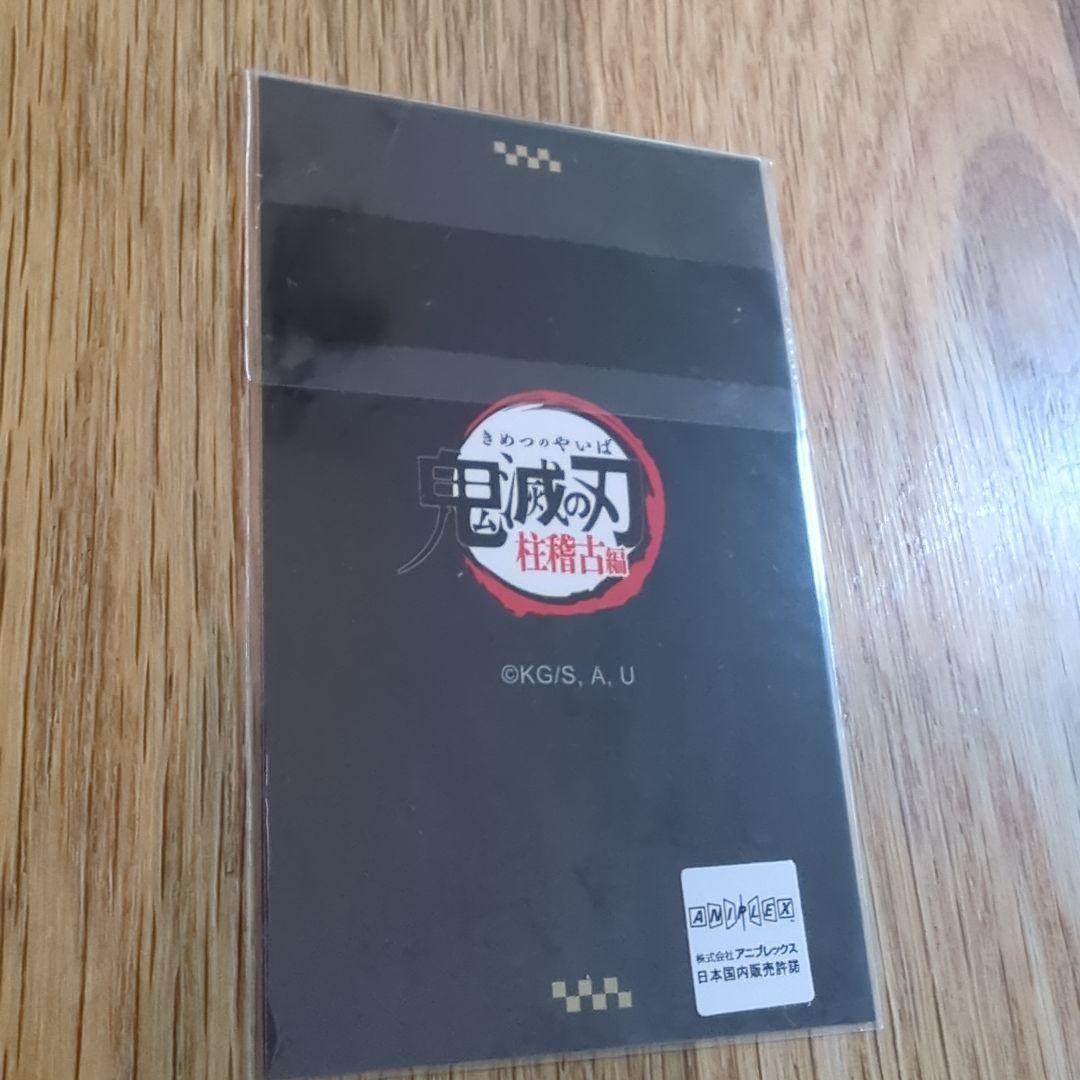 きめつのやいば
鬼滅の刃
柱稽古編
©KG/S, A, U
ANIPLEX
株式会社アニプレックス
日本国内販売許諾